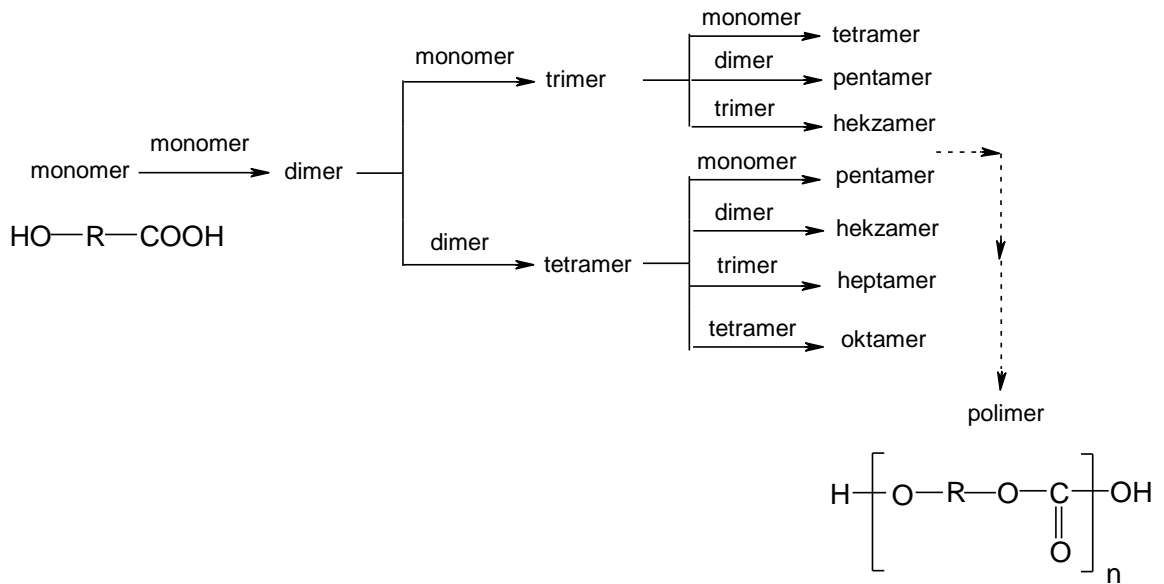 monomer
tetramer
monomer
dimer
trimer
pentamer
trimer
hekzamer
monomer
monomer
dimer
monomer
pentamer
HO—R—COOH
dimer
hekzamer
dimer
tetramer
trimer
heptamer
tetramer
oktamer
polimer
H O—R—O—C OH
O
n